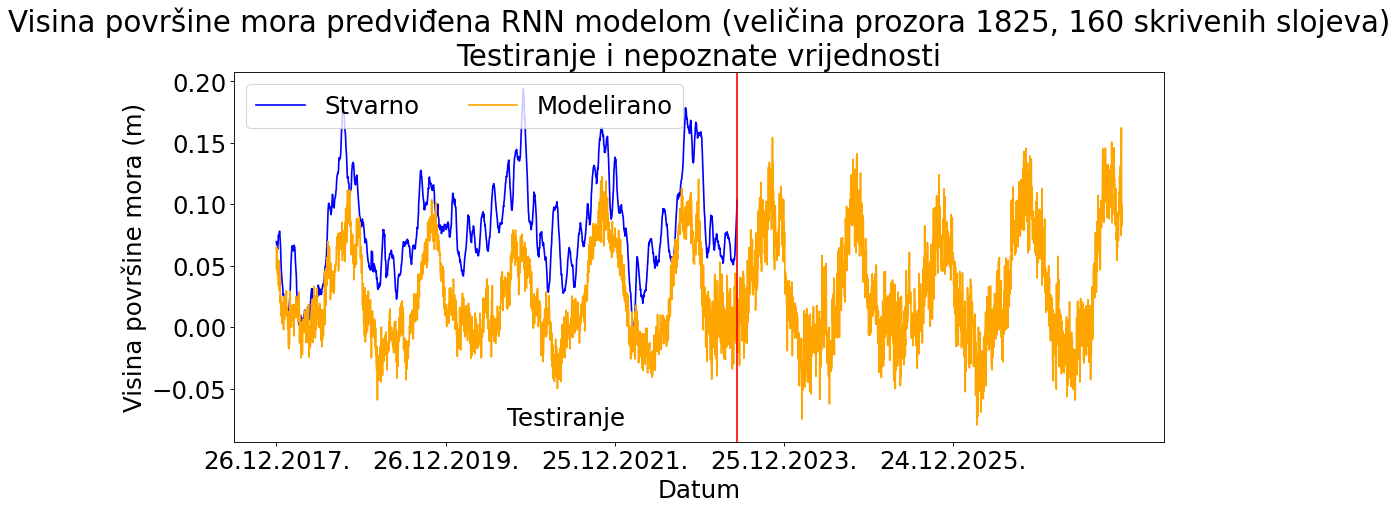 Visina površine mora predviđena RNN modelom (veličina prozora 1825, 160 skrivenih slojeva)
Testiranje i nepoznate vrijednosti
Stvarno
Modelirano
0.20
0.15
0.10
0.05
0.00
−0.05
Visina površine mora (m)
Testiranje
26.12.2017.
26.12.2019.
25.12.2021.
25.12.2023.
24.12.2025.
Datum